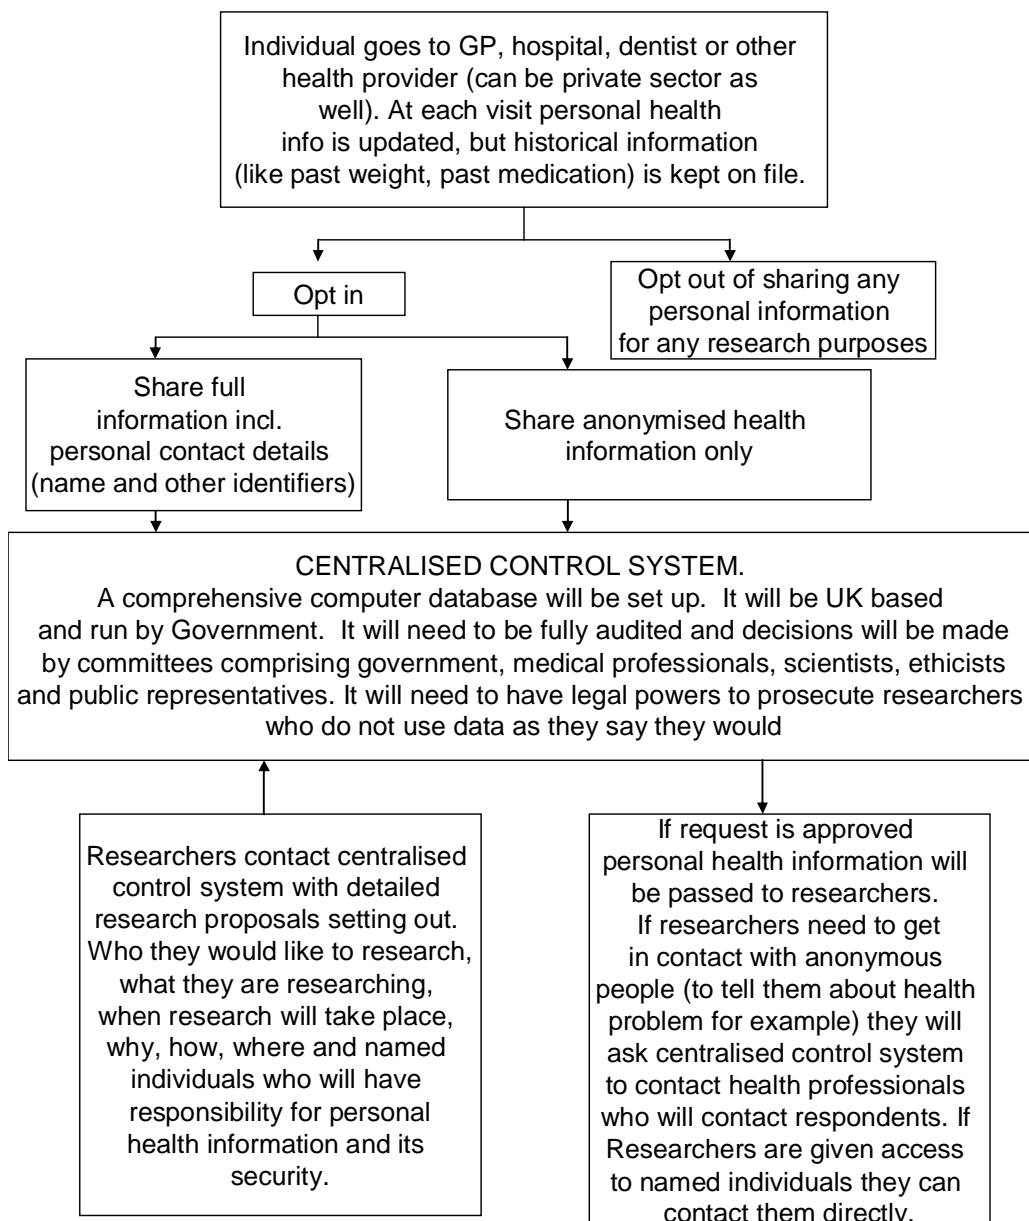 Individual goes to GP, hospital, dentist or other
health provider (can be private sector as
well). At each visit personal health
info is updated, but historical information
(like past weight, past medication) is kept on file.
Opt in
Opt out of sharing any
personal information
for any research purposes
Share full
information incl.
personal contact details
(name and other identifiers)
Share anonymised health
information only
CENTRALISED CONTROL SYSTEM.
A comprehensive computer database will be set up. It will be UK based
and run by Government. It will need to be fully audited and decisions will be made
by committees comprising government, medical professionals, scientists, ethicists
and public representatives. It will need to have legal powers to prosecute researchers
who do not use data as they say they would
Researchers contact centralised
control system with detailed
research proposals setting out.
Who they would like to research,
what they are researching,
when research will take place,
why, how, where and named
individuals who will have
responsibility for personal
health information and its
security.
If request is approved
personal health information will
be passed to researchers.
If researchers need to get
in contact with anonymous
people (to tell them about health
problem for example) they will
ask centralised control system
to contact health professionals
who will contact respondents. If
Researchers are given access
to named individuals they can
contact them directly.